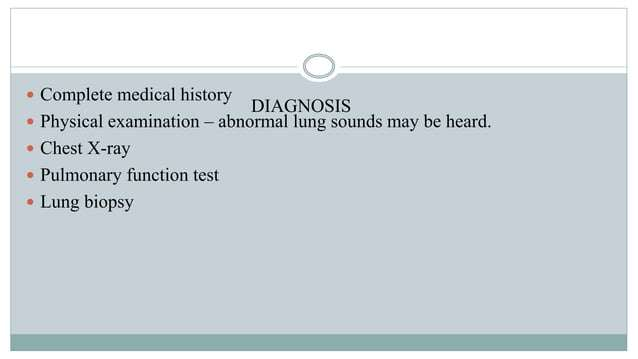 DIAGNOSIS
• Complete medical history
• Physical examination – abnormal lung sounds may be heard.
• Chest X-ray
• Pulmonary function test
• Lung biopsy